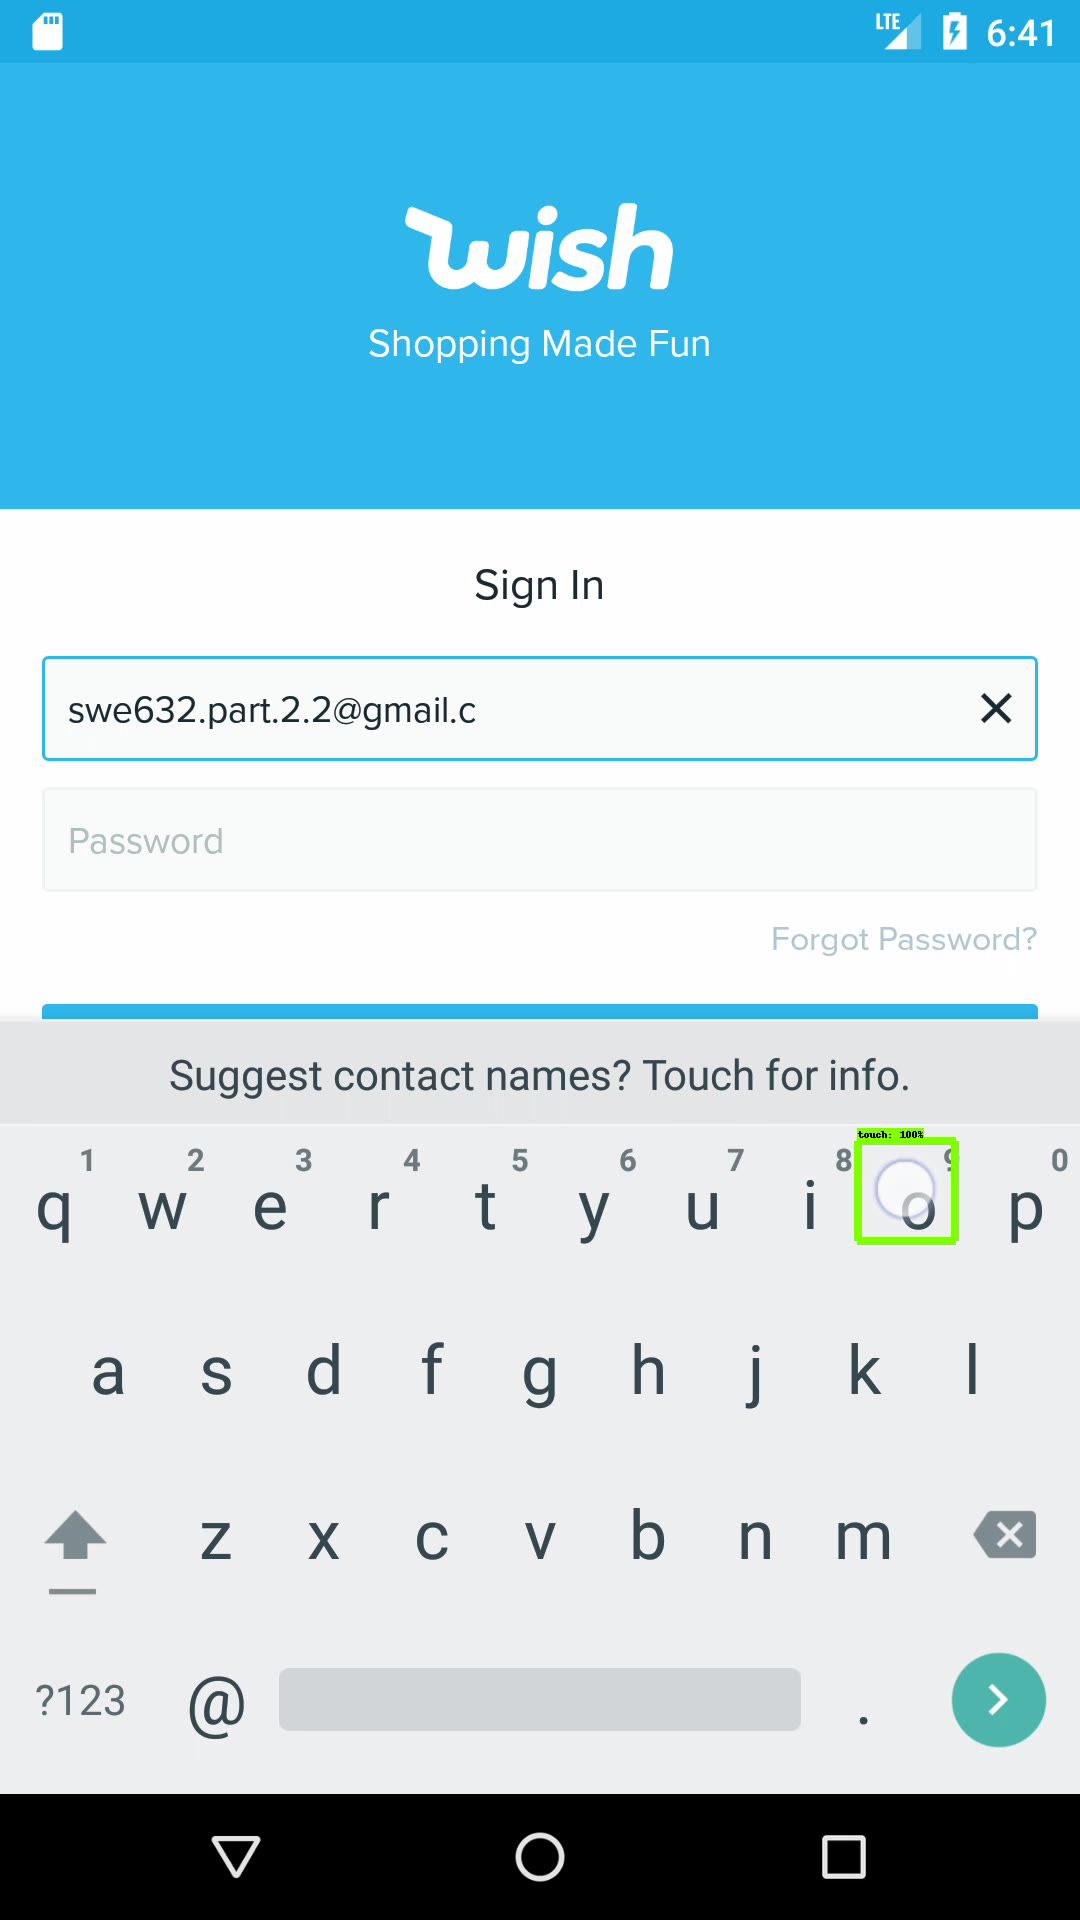 LTE 6:41
wish
Shopping Made Fun
Sign In
swe632.part.2.2@gmail.c
Password
Forgot Password?
Suggest contact names? Touch for info.
touch: 100%
1 2 3 4 5 6 7 8 9 0
q w e r t y u i o p
a s d f g h j k l
z x c v b n m
?123 @ .